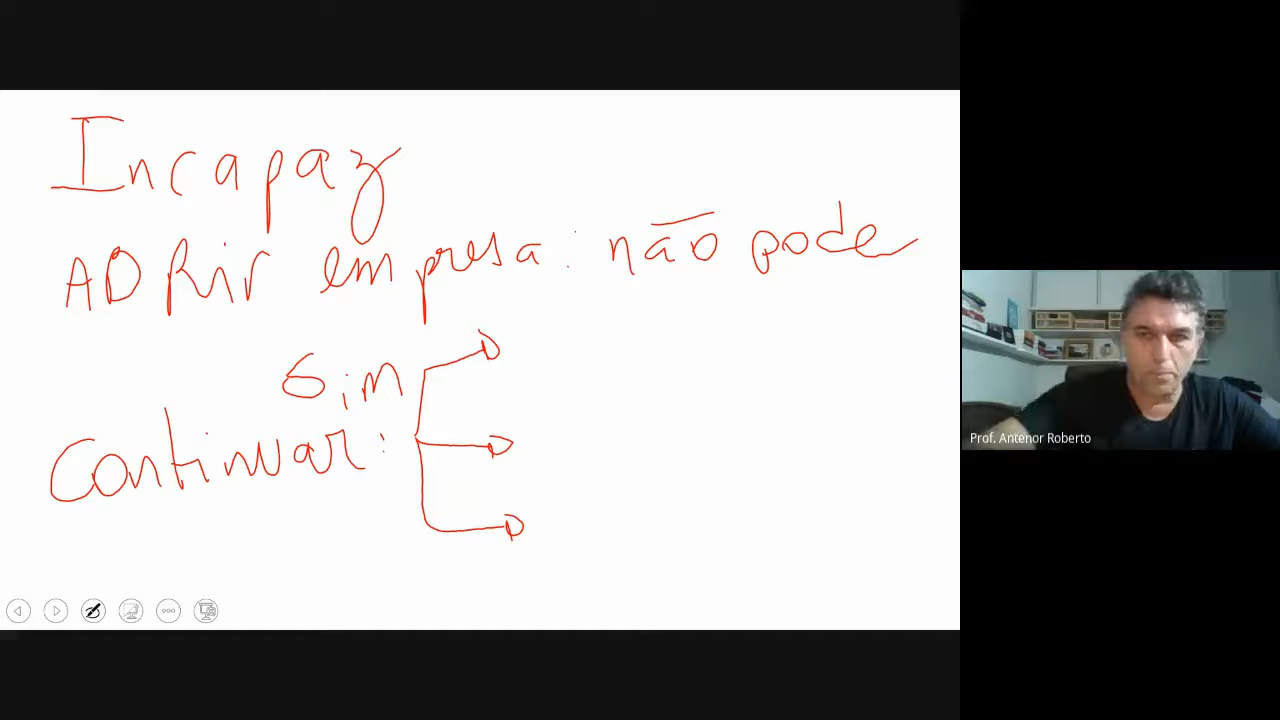 Incapaz
ABRir empresa: não pode
Sim
Continuar:
Prof. Antenor Roberto